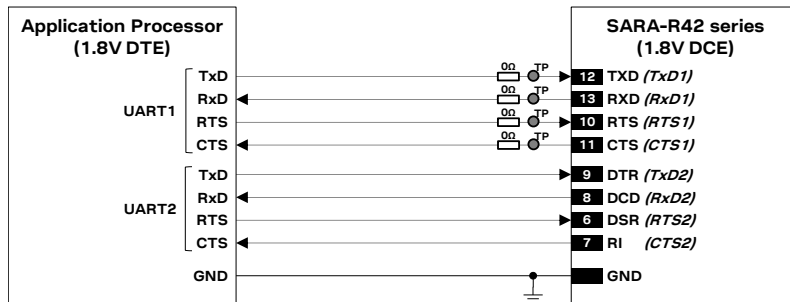 Application Processor
(1.8V DTE)
SARA-R42 series
(1.8V DCE)
TxD 0Ω TP 12 TXD (TxD1)
RxD 0Ω TP 13 RXD (RxD1)
UART1
RTS 0Ω TP 10 RTS (RTS1)
CTS 0Ω TP 11 CTS (CTS1)
TxD 9 DTR (TxD2)
RxD 8 DCD (RxD2)
UART2
RTS 6 DSR (RTS2)
CTS 7 RI (CTS2)
GND GND